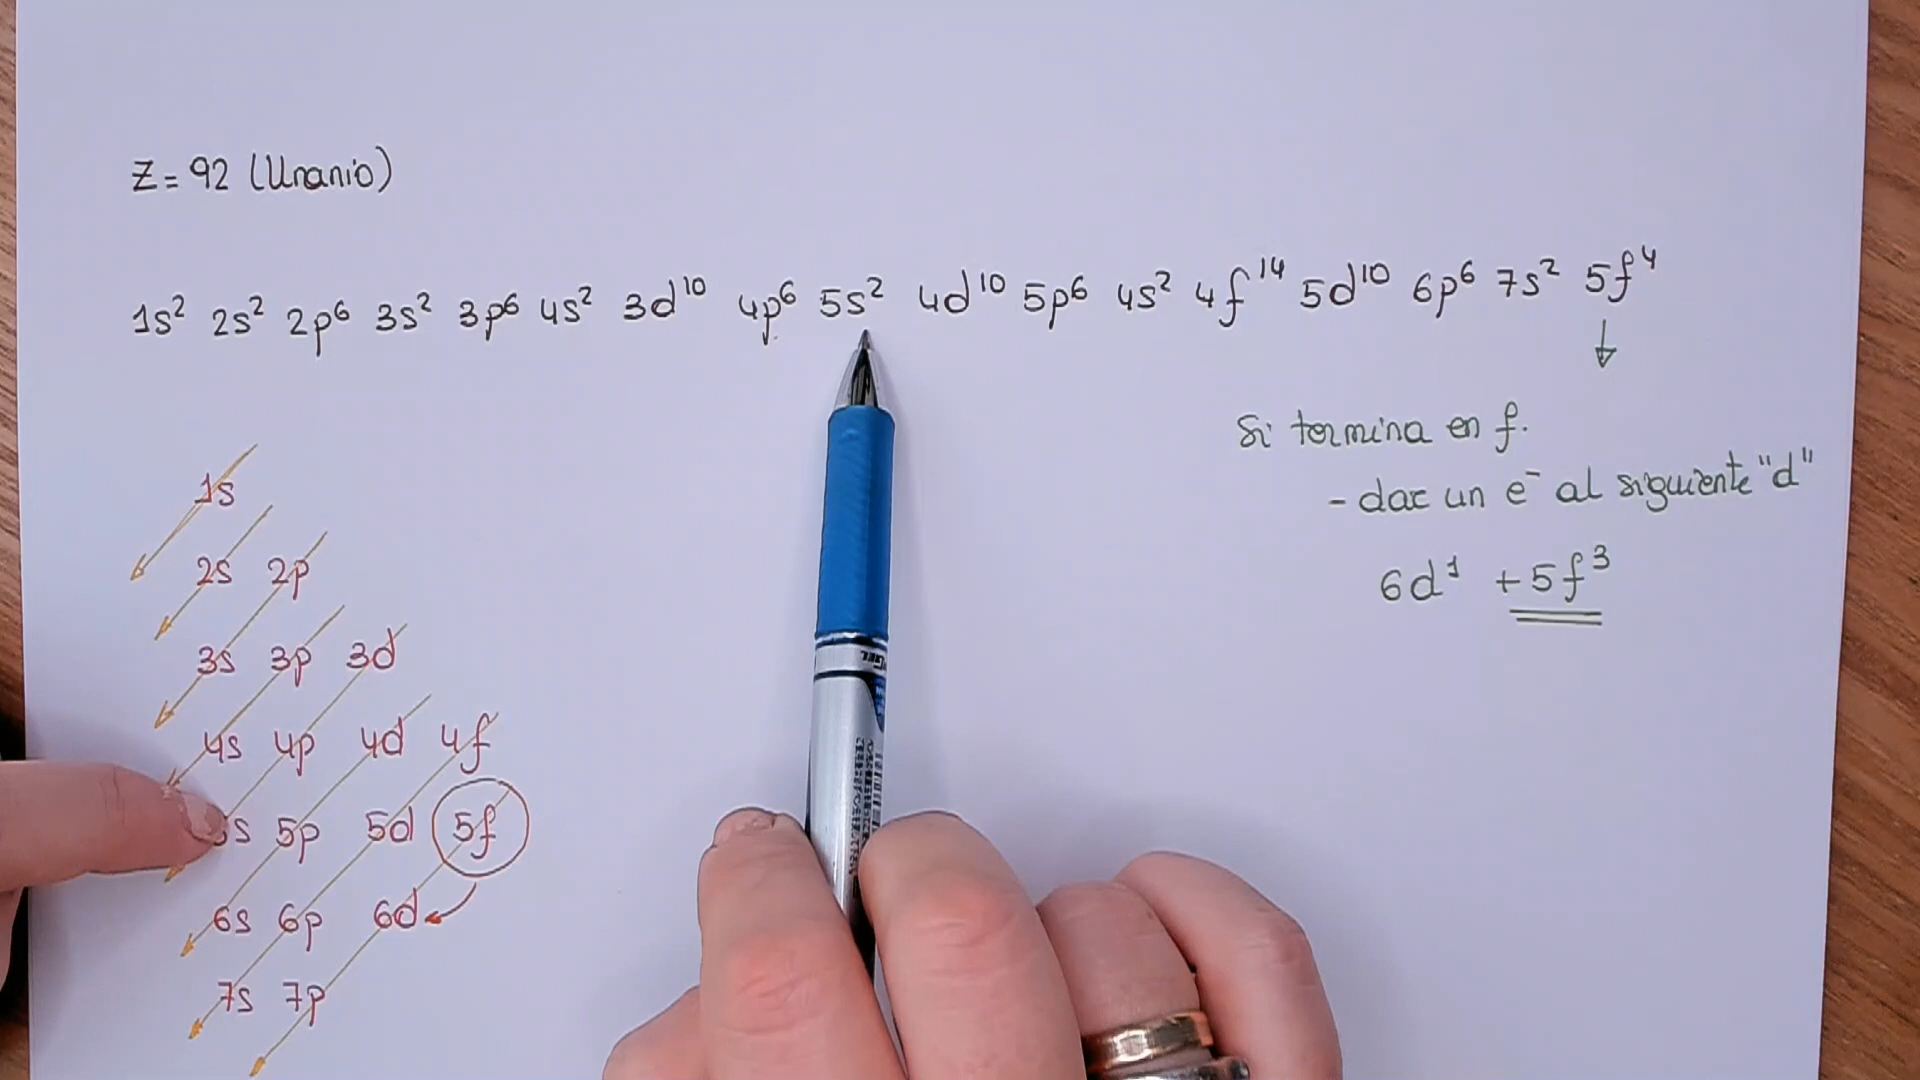 Z = 92 (Uranio)
1s² 2s² 2p⁶ 3s² 3p⁶ 4s² 3d¹⁰ 4p⁶ 5s² 4d¹⁰ 5p⁶ 4s² 4f¹⁴ 5d¹⁰ 6p⁶ 7s² 5f⁴
Si termina en f.
- dar un e⁻ al siguiente "d"
6d¹ + 5f³
1s
2s 2p
3s 3p 3d
4s 4p 4d 4f
s 5p 5d 5f
6s 6p 6d
7s 7p